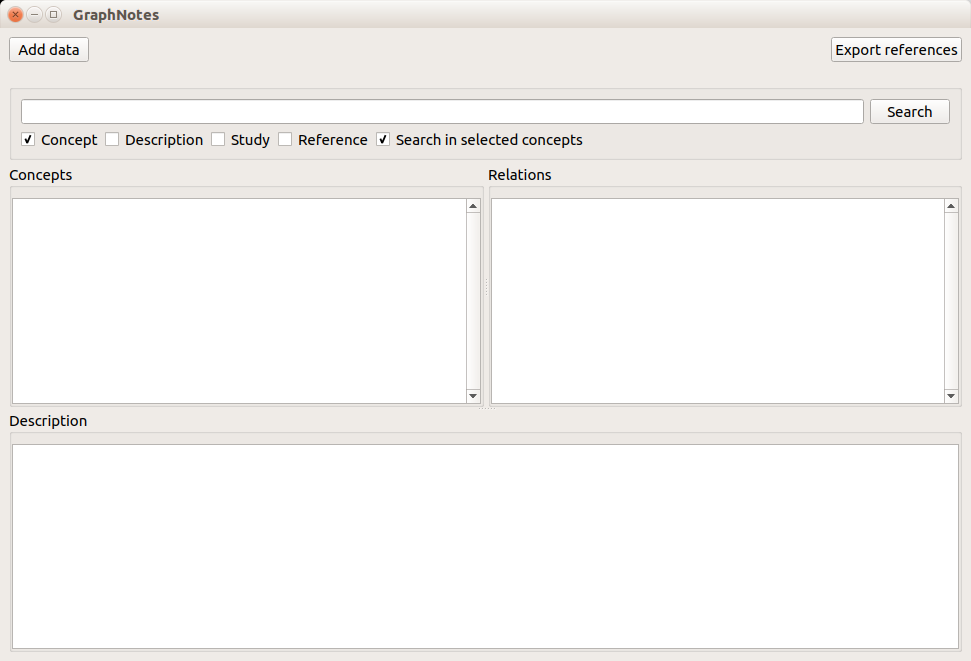 GraphNotes
Add data
Export references
Search
Concept Description Study Reference Search in selected concepts
Concepts
Relations
Description